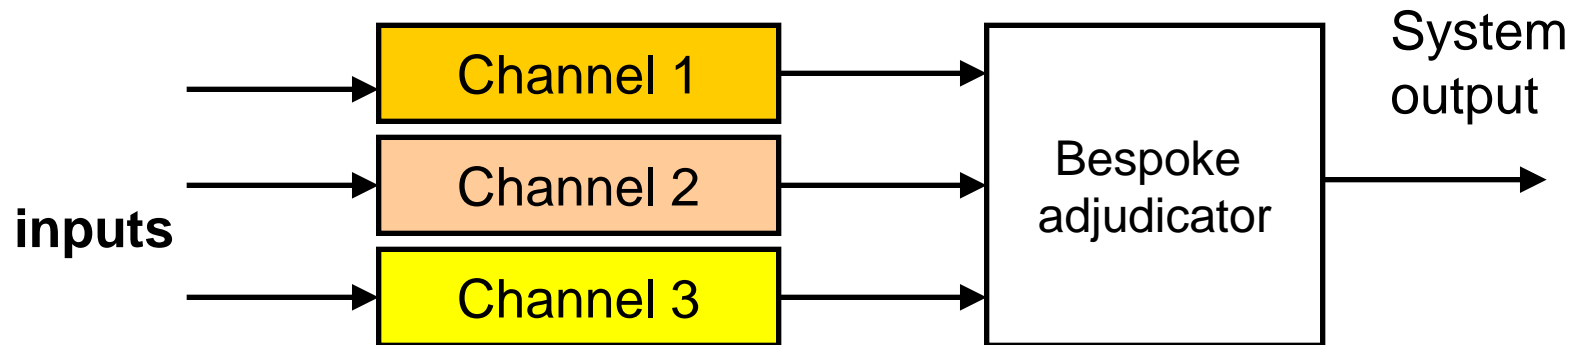 inputs
Channel 1
Channel 2
Channel 3
Bespoke
adjudicator
System
output